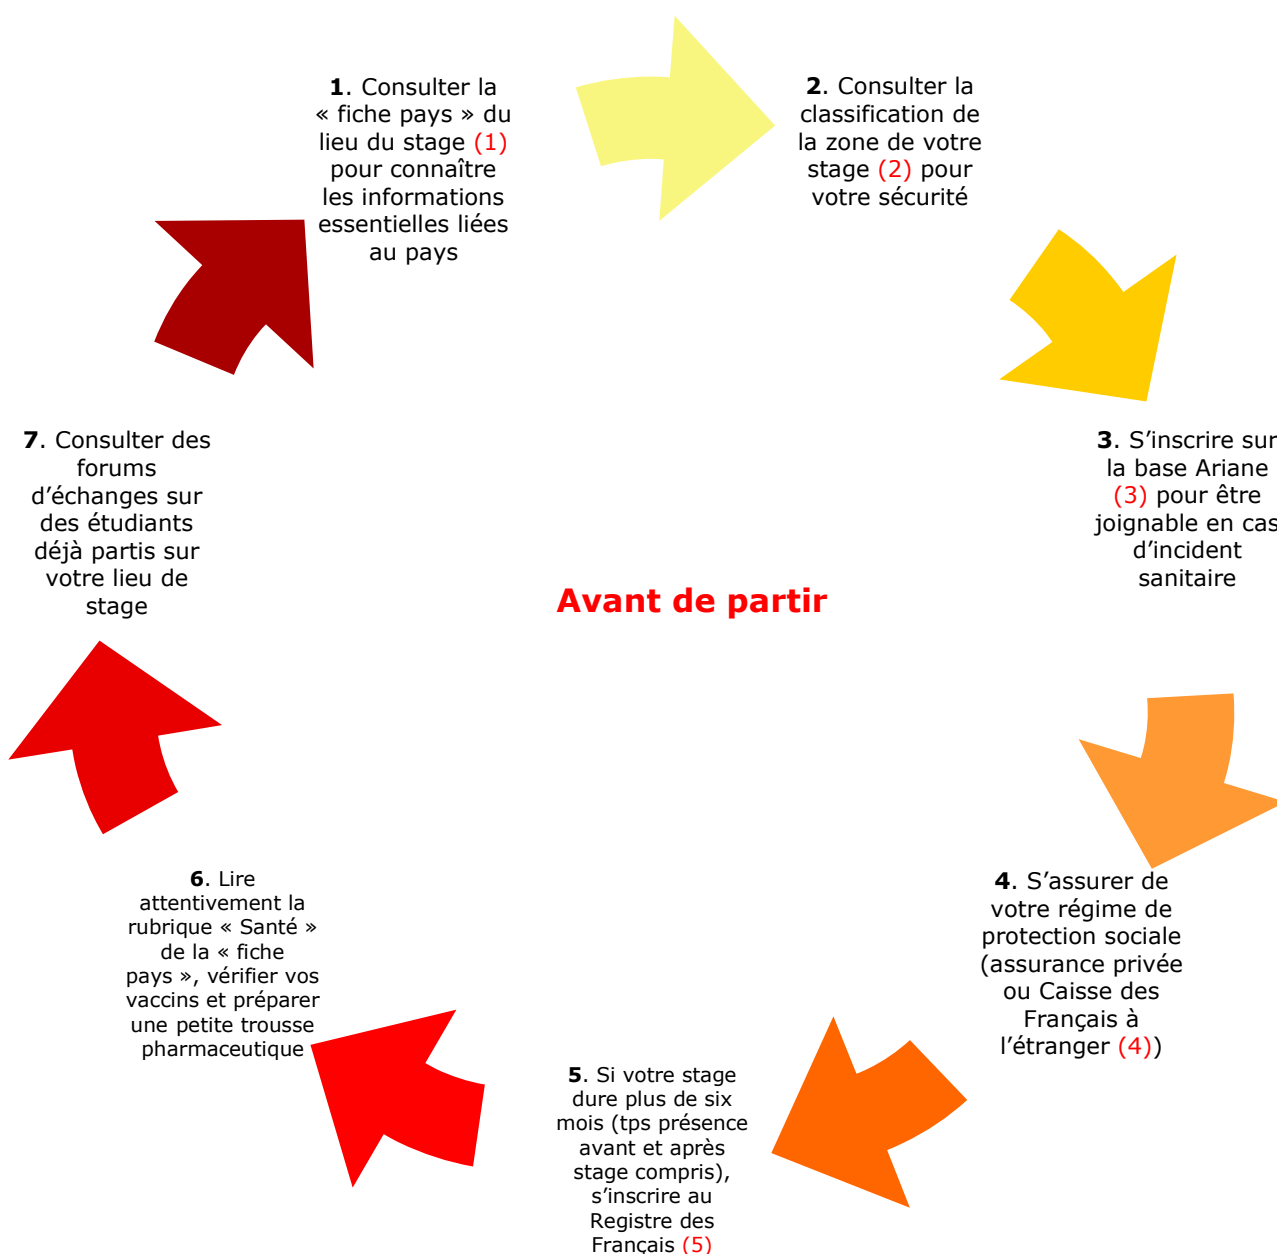 1. Consulter la
« fiche pays » du
lieu du stage (1)
pour connaître
les informations
essentielles liées
au pays
2. Consulter la
classification de
la zone de votre
stage (2) pour
votre sécurité
3. S’inscrire sur
la base Ariane
(3) pour être
joignable en cas
d’incident
sanitaire
4. S’assurer de
votre régime de
protection sociale
(assurance privée
ou Caisse des
Français à
l’étranger (4))
5. Si votre stage
dure plus de six
mois (tps présence
avant et après
stage compris),
s’inscrire au
Registre des
Français (5)
6. Lire
attentivement la
rubrique « Santé »
de la « fiche
pays », vérifier vos
vaccins et préparer
une petite trousse
pharmaceutique
7. Consulter des
forums
d’échanges sur
des étudiants
déjà partis sur
votre lieu de
stage
Avant de partir